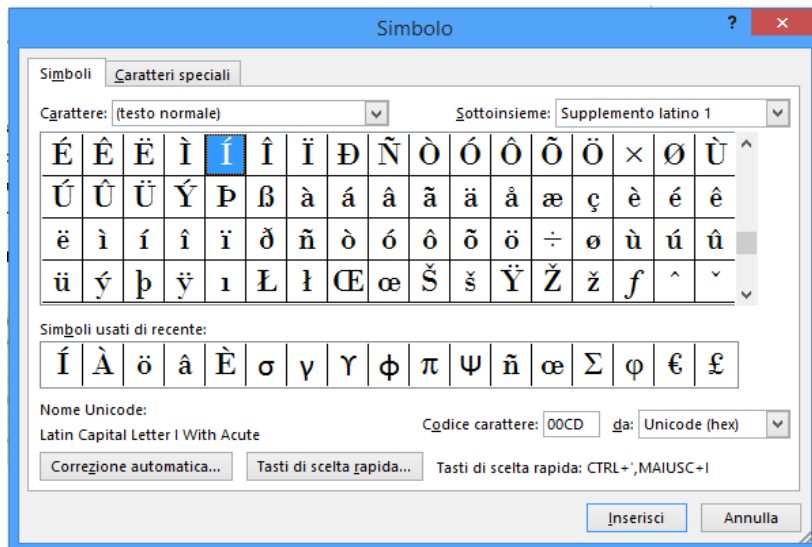 Simbolo
?
×
Simboli
Caratteri speciali
Carattere: (testo normale)
Sottoinsieme: Supplemento latino 1
É Ê Ë Ì Í Î Ï Ð Ñ Ò Ó Ô Õ Ö × Ø Ù
Ú Û Ü Ý Þ ß à á â ã ä å æ ç è é ê
ë ì í î ï ð ñ ò ó ô õ ö ÷ ø ù ú û
ü ý þ ÿ ı Ł ł Œ œ Š š Ÿ Ž ž ƒ ˆ ˇ
Simboli usati di recente:
Í À ö â È σ γ ϒ ϕ π Ψ ñ œ Σ φ € £
Nome Unicode:
Latin Capital Letter I With Acute
Codice carattere: 00CD da: Unicode (hex)
Correzione automatica...
Tasti di scelta rapida...
Tasti di scelta rapida: CTRL+',MAIUSC+I
Inserisci
Annulla